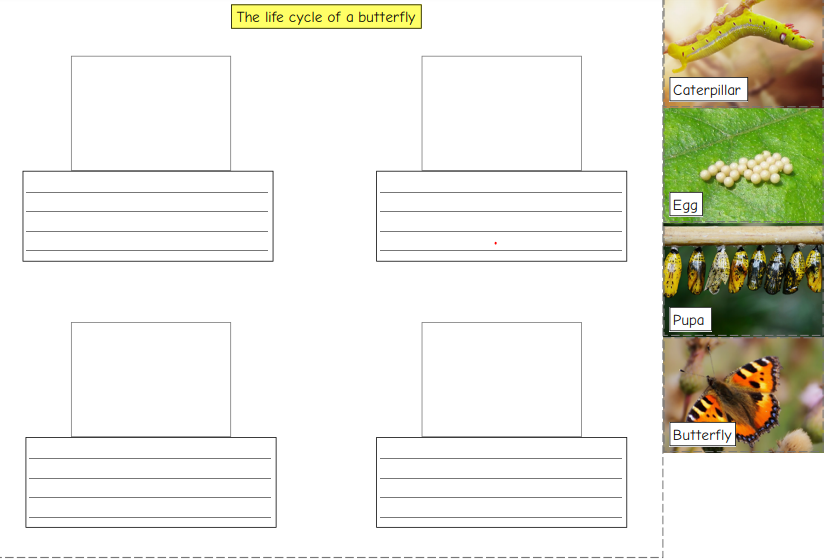 The life cycle of a butterfly
Caterpillar
Egg
Pupa
Butterfly